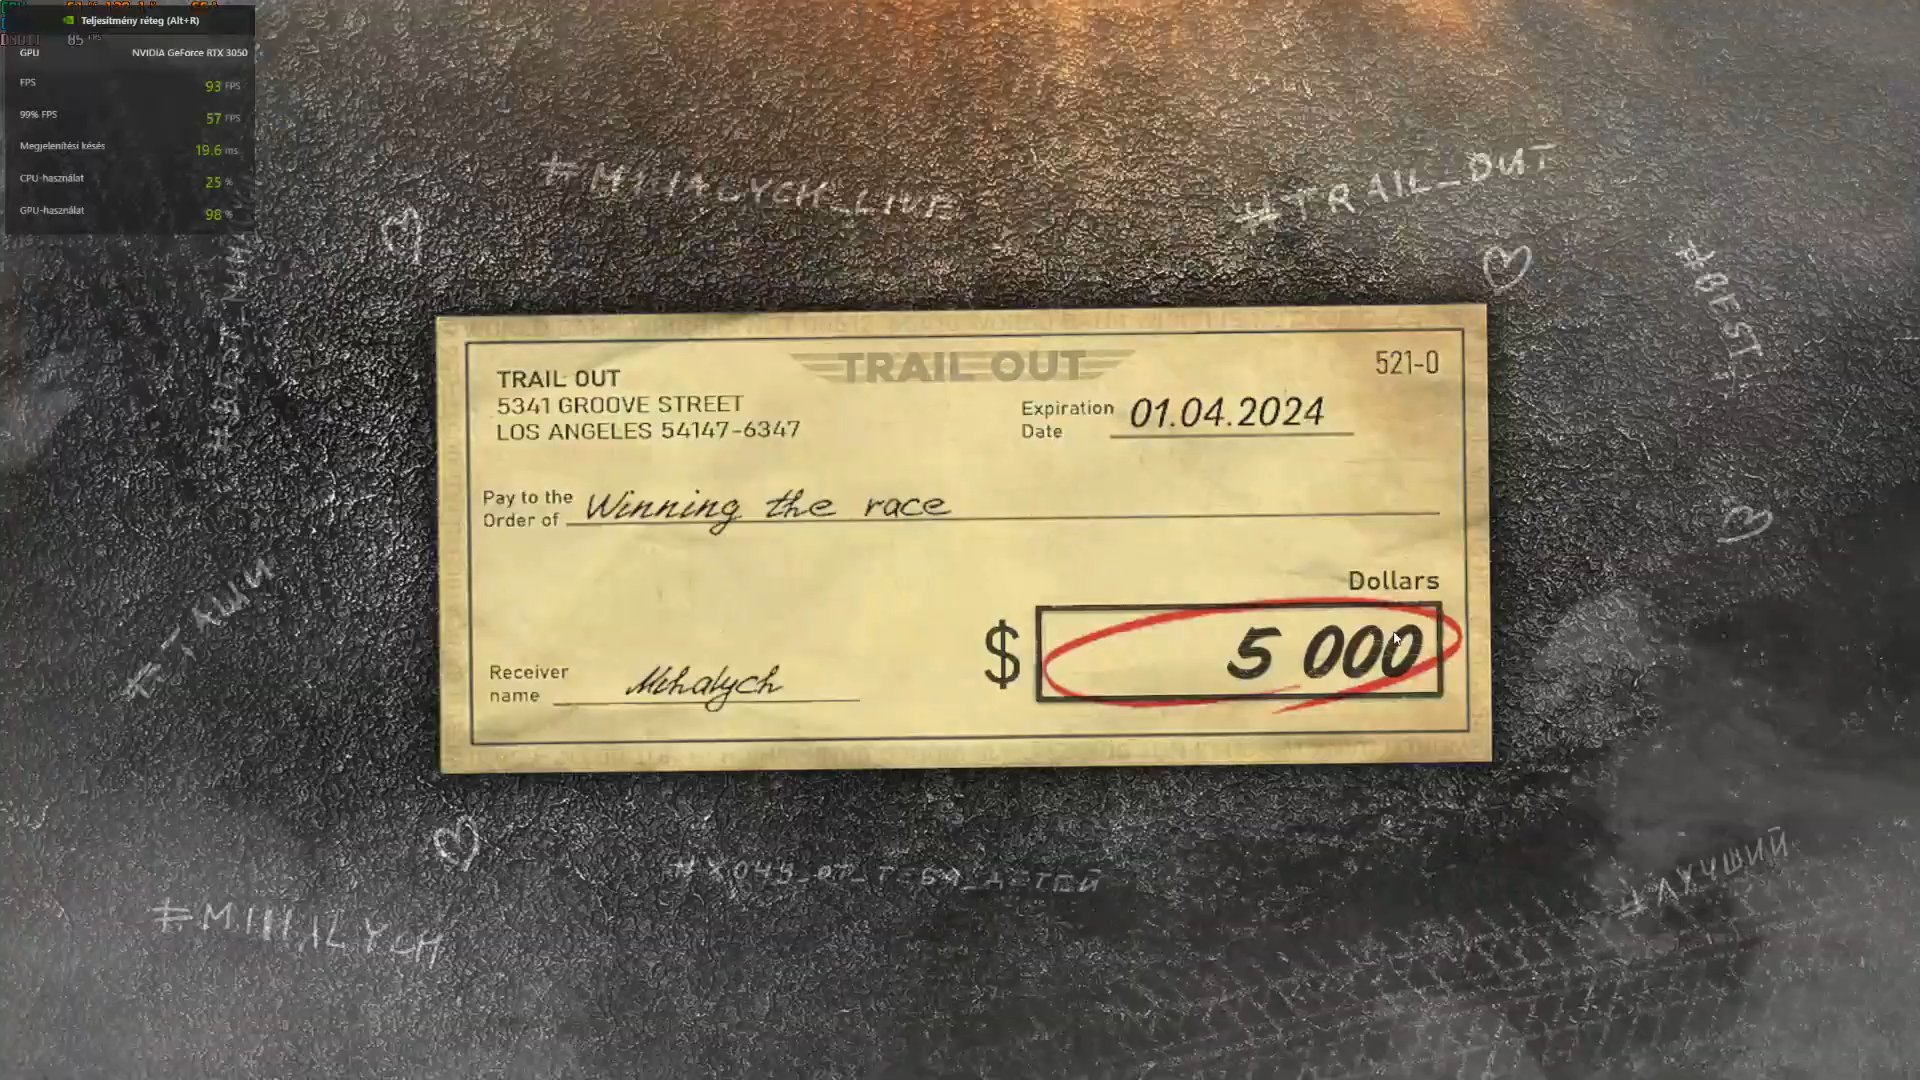 Teljesítmény réteg (Alt+R)
85 FPS
GPU NVIDIA GeForce RTX 3050
FPS 93 FPS
99% FPS 57 FPS
Megjelenítési késés 19.6 ms
CPU-használat 25 %
GPU-használat 98 %
#MIHALYCH_LIVE
#TRAIL_OUT
#BEST
TRAIL OUT
521-0
TRAIL OUT
5341 GROOVE STREET
LOS ANGELES 54147-6347
Expiration Date 01.04.2024
Pay to the
Order of Winning the race
Dollars
$ 5 000
Receiver
name Mihalych
#ХОЧУ_ОТ_ТЕБЯ_ДЕТЕЙ
#ЛУЧШИЙ
#MIHALYCH